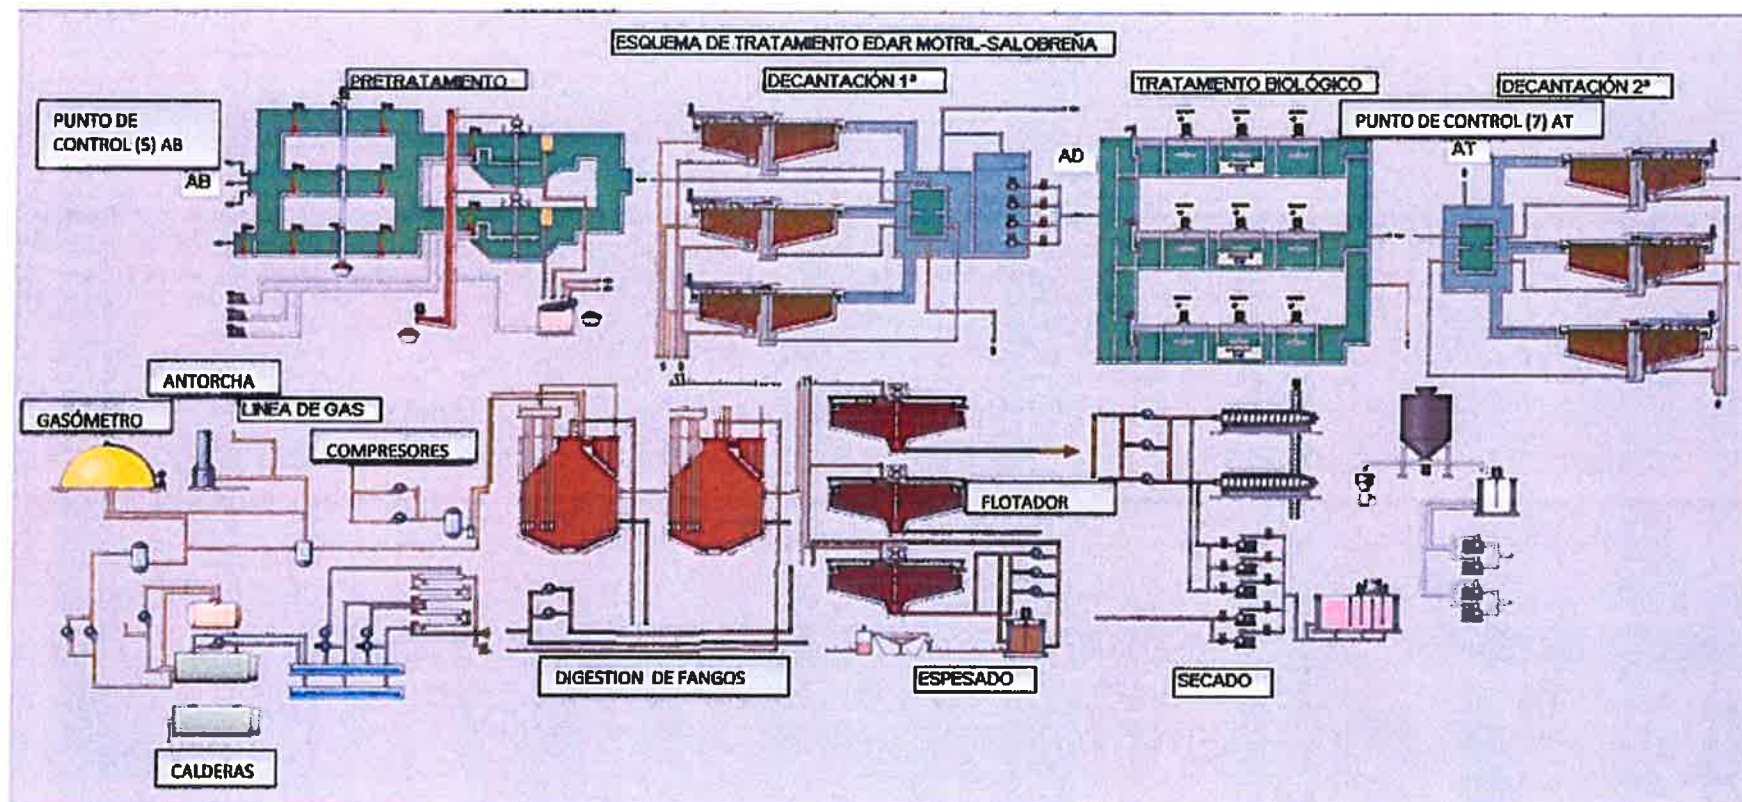 ESQUEMA DE TRATAMIENTO EDAR MOTRIL-SALOBREÑA
PRETRATAMIENTO
DECANTACIÓN 1ª
TRATAMIENTO BIOLÓGICO
DECANTACIÓN 2ª
PUNTO DE
CONTROL (5) AB
PUNTO DE CONTROL (7) AT
AB
AD
AT
ANTORCHA
GASÓMETRO
LINEA DE GAS
COMPRESORES
FLOTADOR
DIGESTION DE FANGOS
ESPESADO
SECADO
CALDERAS